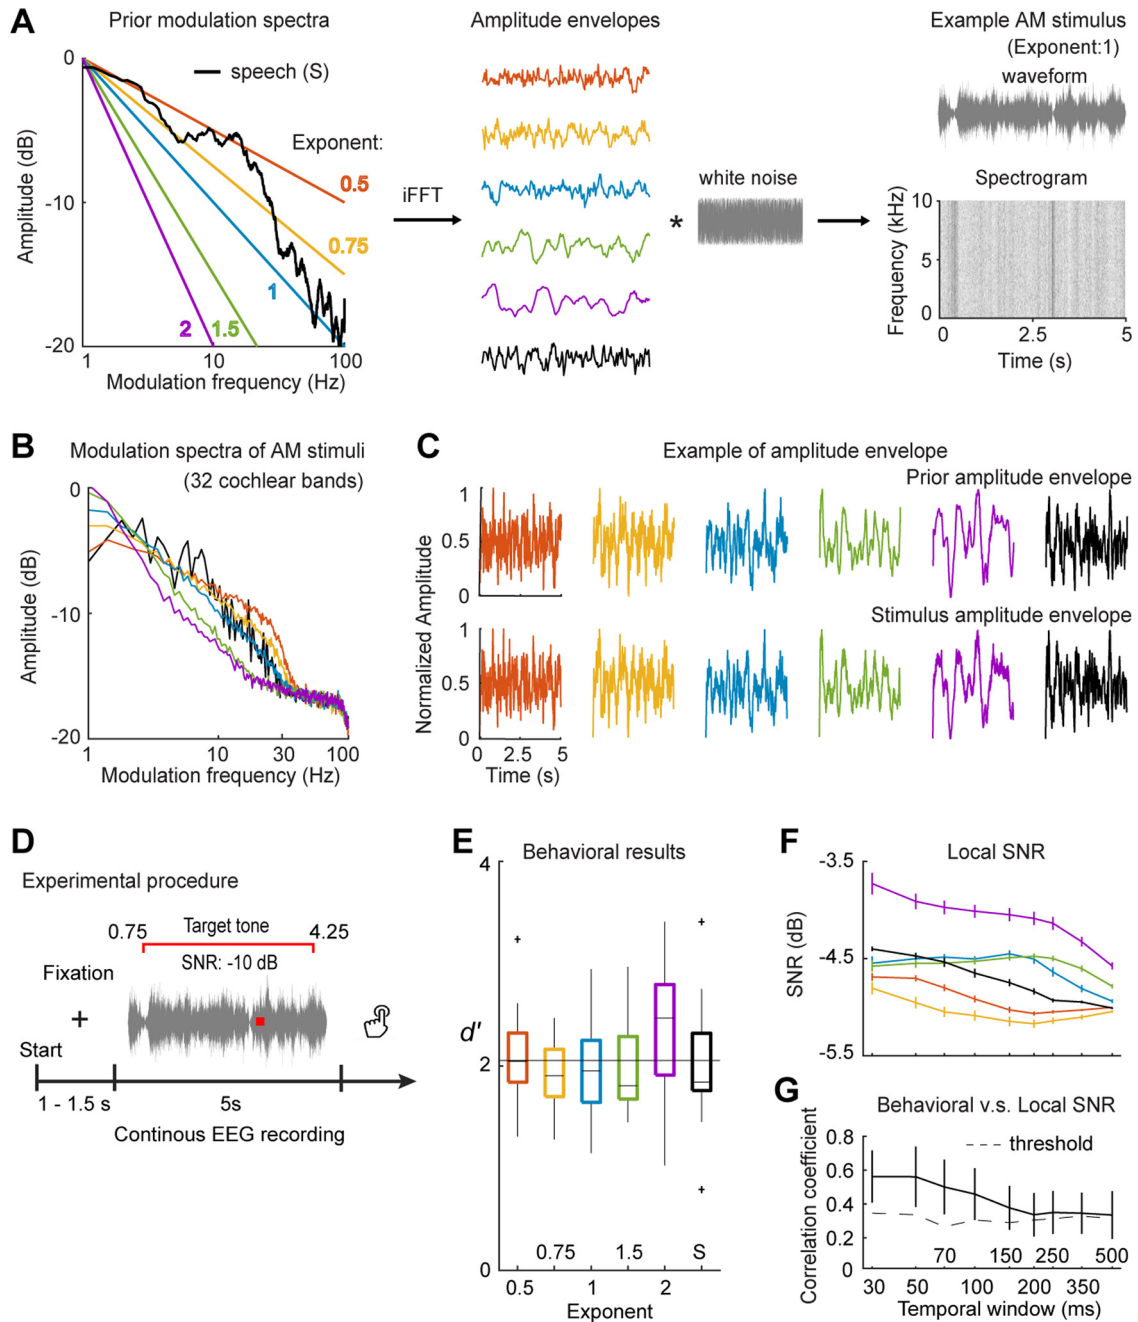 A
Prior modulation spectra
Amplitude envelopes
Example AM stimulus
(Exponent:1)
waveform
speech (S)
Exponent:
0.5
0.75
1
1.5
2
0
-10
-20
Amplitude (dB)
1
10
100
Modulation frequency (Hz)
iFFT
*
white noise
Spectrogram
10
5
0
Frequency (kHz)
0
2.5
5
Time (s)
B
Modulation spectra of AM stimuli
(32 cochlear bands)
0
-10
-20
Amplitude (dB)
1
10
30
100
Modulation frequency (Hz)
C
Example of amplitude envelope
Prior amplitude envelope
1
0.5
0
Stimulus amplitude envelope
1
0.5
0
Normalized Amplitude
0
2.5
5
Time (s)
D
Experimental procedure
0.75
Target tone
4.25
SNR: -10 dB
Fixation
+
Start
1 - 1.5 s
5s
Continous EEG recording
E
Behavioral results
4
2
0
d'
0.5
0.75
1
1.5
2
S
Exponent
F
Local SNR
-3.5
-4.5
-5.5
SNR (dB)
G
Behavioral v.s. Local SNR
threshold
0.8
0.6
0.4
0.2
0
Correlation coefficient
30
50
70
100
150
200
250
350
500
Temporal window (ms)